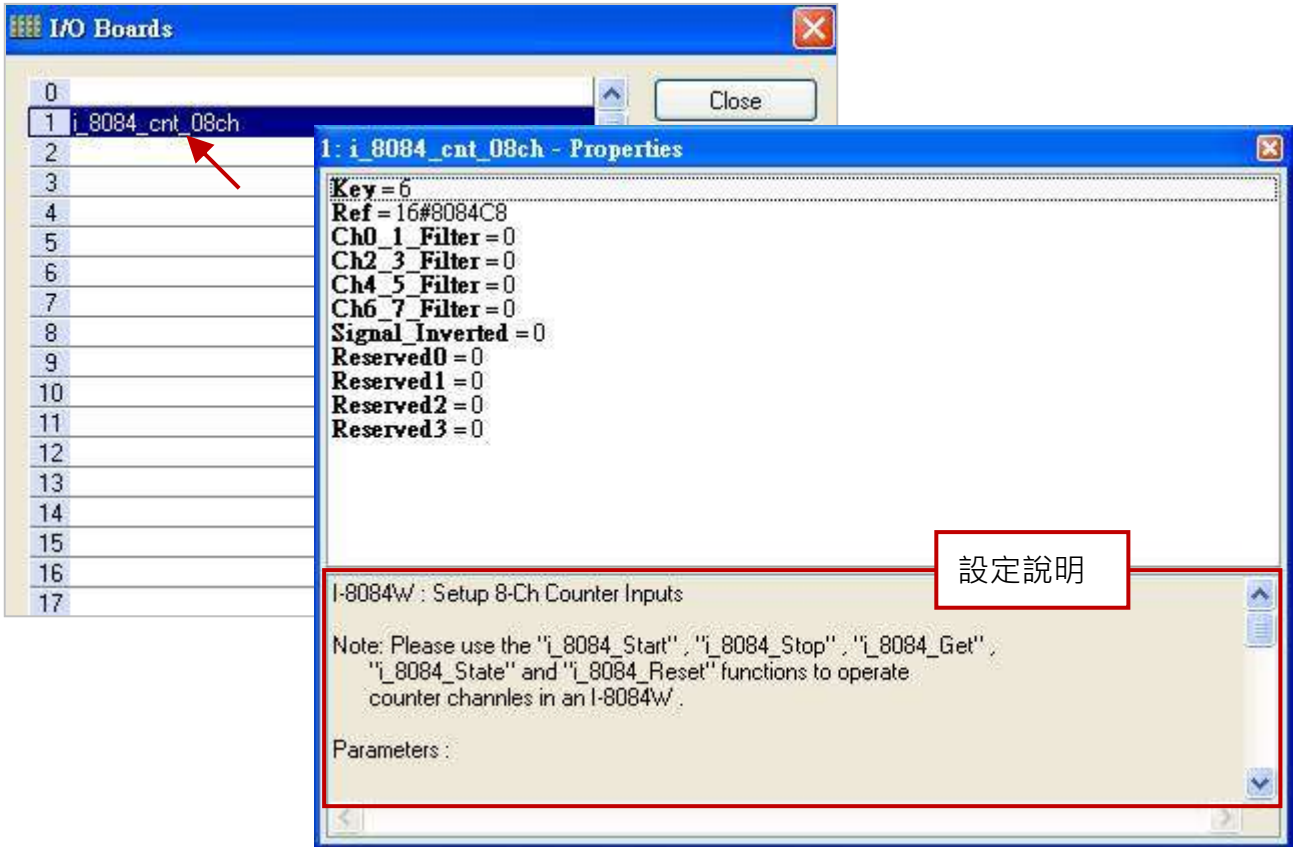 I/O Boards
Close
0
1 i_8084_cnt_08ch
2
3
4
5
6
7
8
9
10
11
12
13
14
15
16
17
1: i_8084_cnt_08ch - Properties
Key = 6
Ref = 16#8084C8
Ch0_1_Filter = 0
Ch2_3_Filter = 0
Ch4_5_Filter = 0
Ch6_7_Filter = 0
Signal_Inverted = 0
Reserved0 = 0
Reserved1 = 0
Reserved2 = 0
Reserved3 = 0
設定說明
I-8084W : Setup 8-Ch Counter Inputs
Note: Please use the "i_8084_Start" , "i_8084_Stop" , "i_8084_Get" ,
"i_8084_State" and "i_8084_Reset" functions to operate
counter channles in an I-8084W .
Parameters :